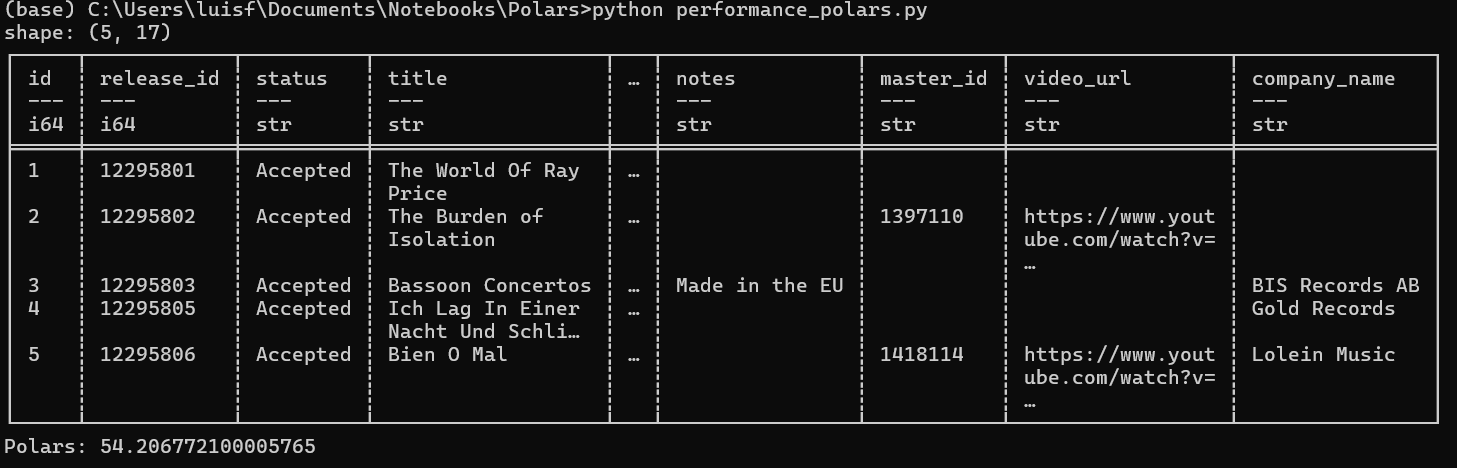 (base) C:\Users\luisf\Documents\Notebooks\Polars>python performance_polars.py
shape: (5, 17)
id release_id status title … notes master_id video_url company_name
--- --- --- --- --- --- --- ---
i64 i64 str str str str str str
1 12295801 Accepted The World Of Ray …
Price
2 12295802 Accepted The Burden of … 1397110 https://www.yout
Isolation ube.com/watch?v=
…
3 12295803 Accepted Bassoon Concertos … Made in the EU BIS Records AB
4 12295805 Accepted Ich Lag In Einer … Gold Records
Nacht Und Schli…
5 12295806 Accepted Bien O Mal … 1418114 https://www.yout Lolein Music
ube.com/watch?v=
…
Polars: 54.206772100005765